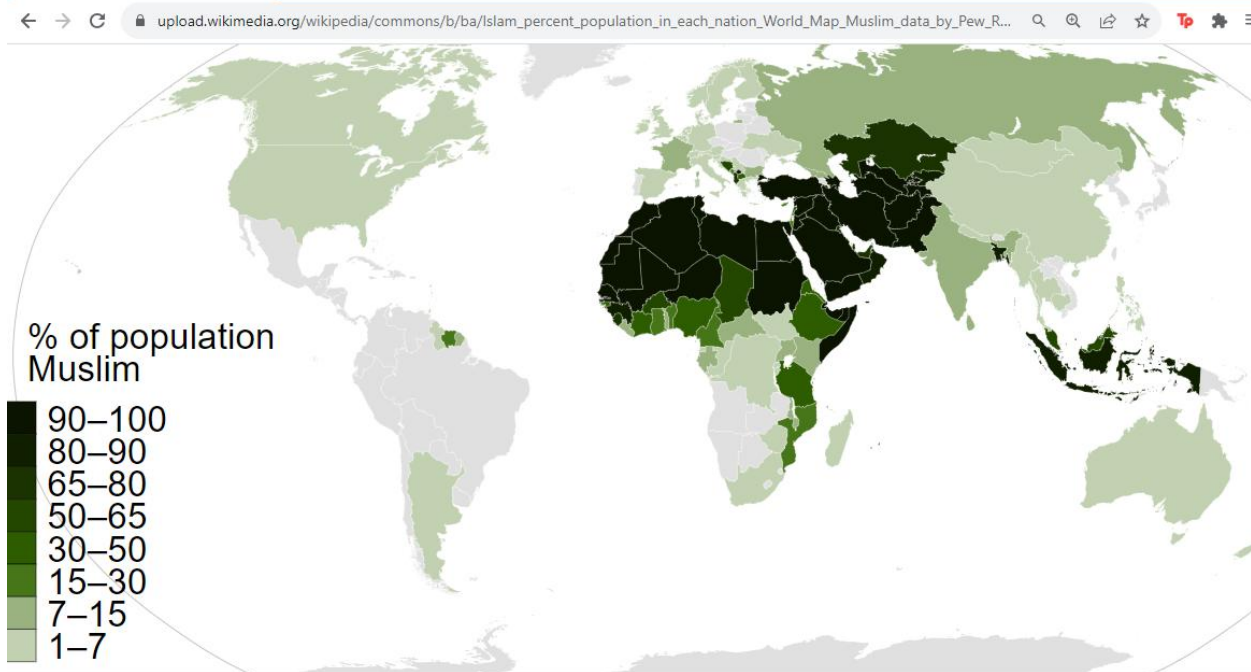 upload.wikimedia.org/wikipedia/commons/b/ba/Islam_percent_population_in_each_nation_World_Map_Muslim_data_by_Pew_R...
Tp
% of population
Muslim
90–100
80–90
65–80
50–65
30–50
15–30
7–15
1–7